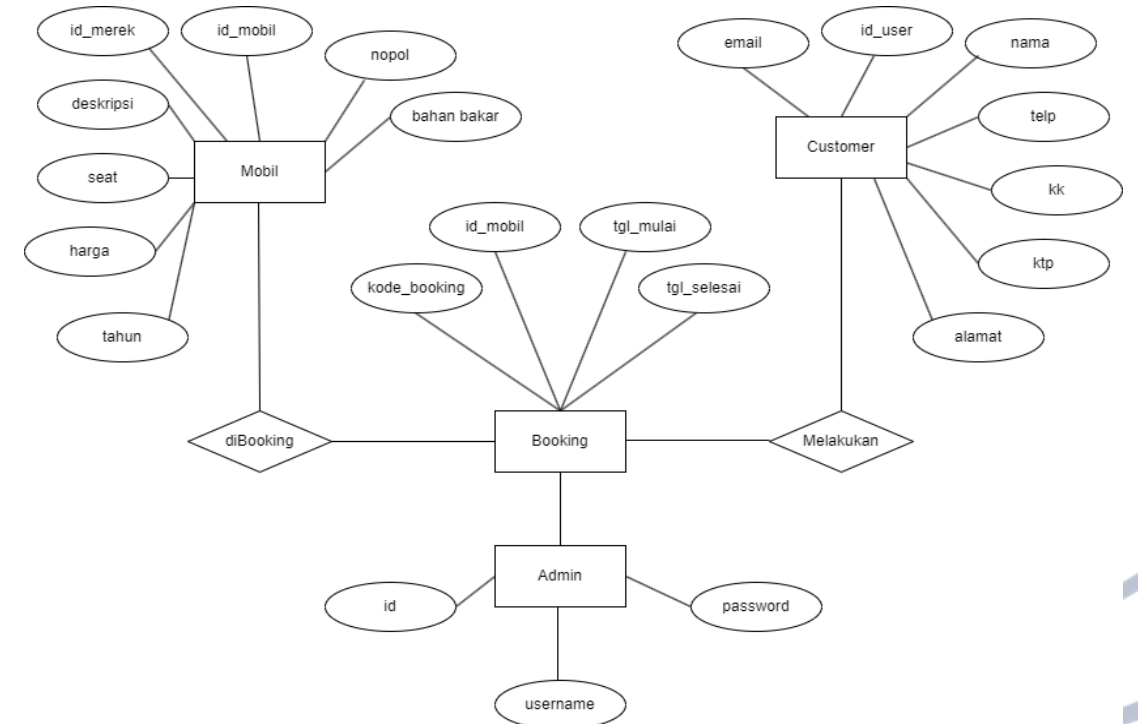 id_merek
id_mobil
nopol
deskripsi
bahan bakar
seat
Mobil
harga
tahun
email
id_user
nama
telp
Customer
kk
ktp
alamat
id_mobil
tgl_mulai
kode_booking
tgl_selesai
diBooking
Booking
Melakukan
Admin
id
password
username